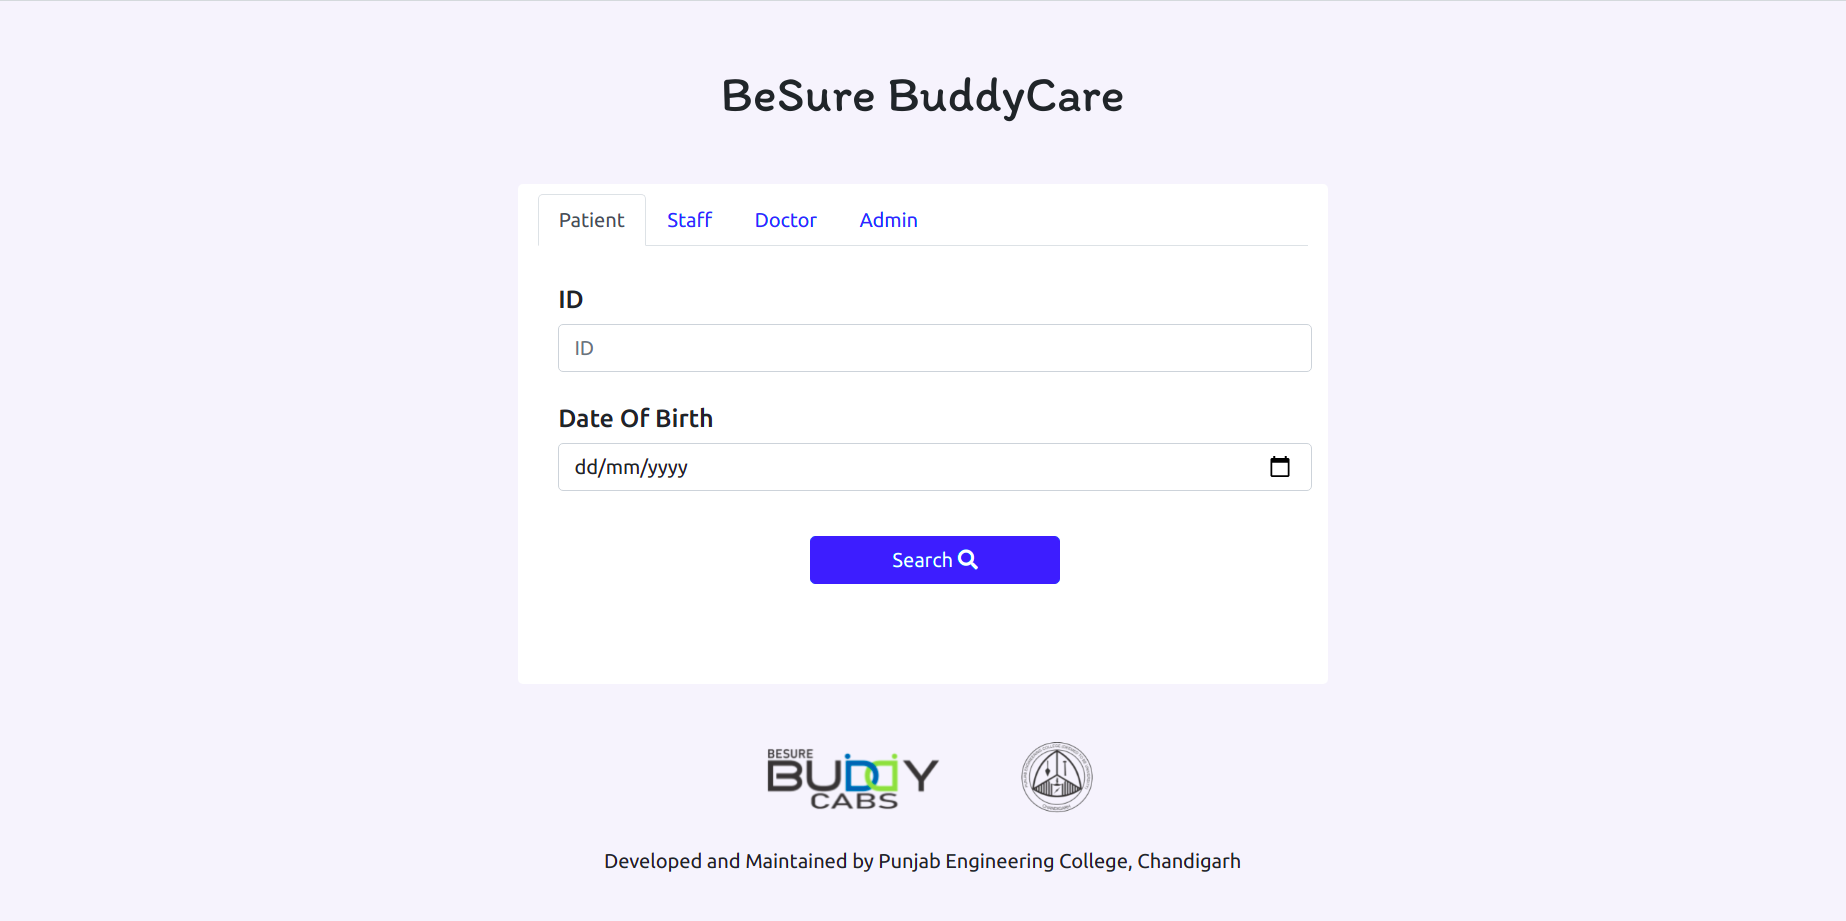 BeSure BuddyCare
Patient Staff Doctor Admin
ID
ID
Date Of Birth
dd/mm/yyyy
Search
BESURE
BUDDY
CABS
Developed and Maintained by Punjab Engineering College, Chandigarh